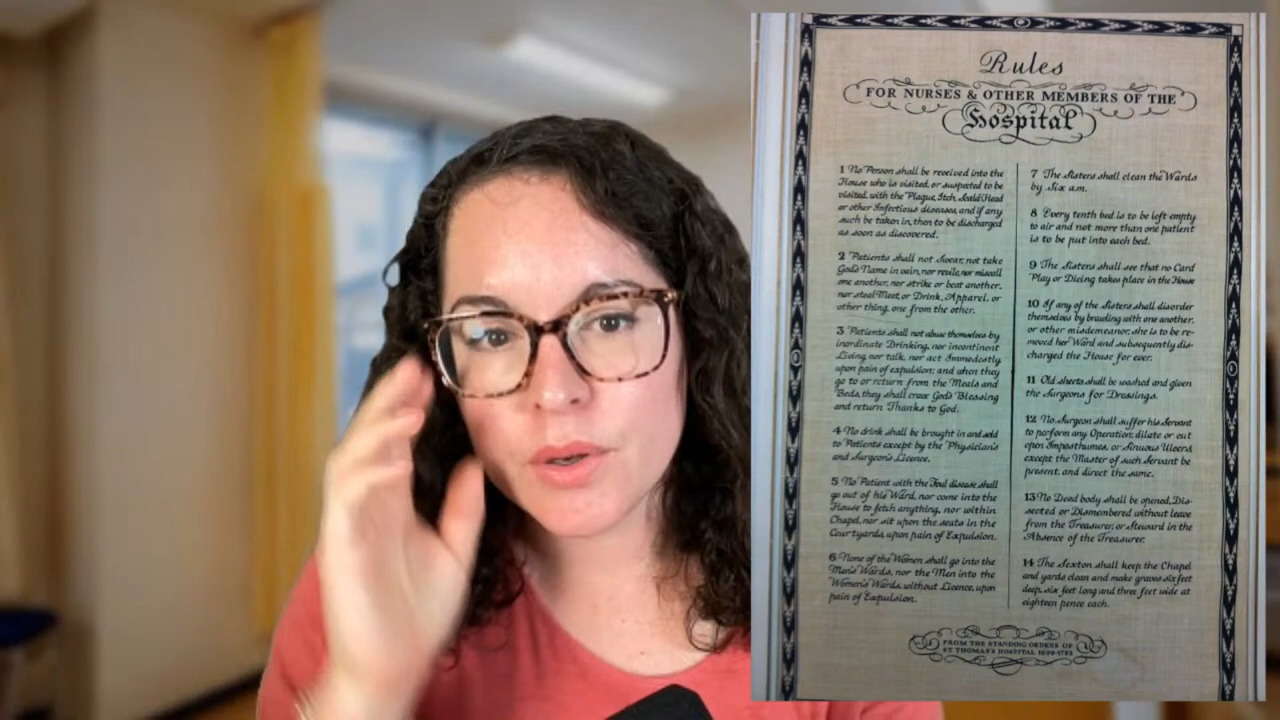 Rules
FOR NURSES & OTHER MEMBERS OF THE
Hospital
1 No Person shall be received into the
House who is visited, or suspected to be
visited, with the Plague, Itch, Scald Head
or other Infectious diseases, and if any
such be taken in, then to be discharged
as soon as discovered.
2 Patients shall not Swear, not take
God's Name in vain, nor revile, nor miscall
one another, nor strike or beat another,
nor steal Meat or Drink, Apparel, or
other thing, one from the other.
3 Patients shall not abuse themselves by
inordinate Drinking, nor incontinent
Living, nor talk, nor act Immodestly
upon pain of expulsion; and when they
go to or return from the Meals and
Beds, they shall crave God's Blessing
and return Thanks to God.
4 No drink shall be brought in and sold
to Patients except by the Physician's
and Surgeon's Licence.
5 No Patient with the Foul disease shall
go out of his Ward, nor come into the
House to fetch anything, nor within
Chapel, nor sit upon the seats in the
Courtyards, upon pain of Expulsion.
6 None of the Women shall go into the
Men's Wards, nor the Men into the
Women's Wards, without Licence, upon
pain of Expulsion.
7 The Sisters shall clean the Wards
by Six a.m.
8 Every tenth bed is to be left empty
to air and not more than one patient
is to be put into each bed.
9 The Sisters shall see that no Card
Play or Dicing takes place in the House
10 If any of the Sisters shall disorder
themselves by brawling with one another,
or other misdemeanor, she is to be re-
moved her Ward and subsequently dis-
charged the House for ever.
11 Old sheets shall be washed and given
the Surgeons for Dressings.
12 No Surgeon shall suffer his Servant
to perform any Operation; dilate or cut
open Imposthumes, or Sinuous Ulcers,
except the Master of such Servant be
present, and direct the same.
13 No Dead body shall be opened, Dis-
sected or Dismembered without leave
from the Treasurer, or Steward in the
Absence of the Treasurer.
14 The Sexton shall keep the Chapel
and yards clean and make graves six feet
deep, six feet long and three feet wide at
eighteen pence each.
FROM THE STANDING ORDERS OF
ST. THOMAS'S HOSPITAL 1699-1752